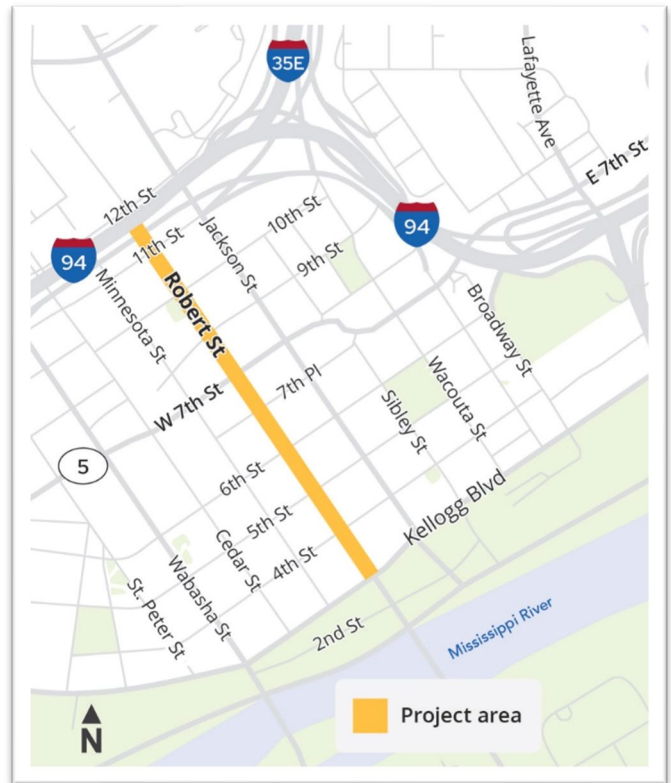 35E
Lafayette Ave
E 7th St
12th St
11th St
10th St
Jackson St
94
94
9th St
Minnesota St
Robert St
Broadway St
W 7th St
7th Pl
Wacouta St
Sibley St
5
6th St
5th St
4th St
Kellogg Blvd
Cedar St
Wabasha St
St. Peter St
2nd St
Mississippi River
Project area
N